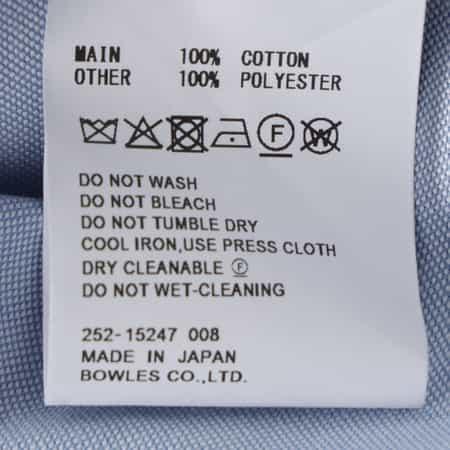 MAIN 100% COTTON
OTHER 100% POLYESTER
F W
DO NOT WASH
DO NOT BLEACH
DO NOT TUMBLE DRY
COOL IRON,USE PRESS CLOTH
DRY CLEANABLE Ⓕ
DO NOT WET-CLEANING
252-15247 008
MADE IN JAPAN
BOWLES CO.,LTD.